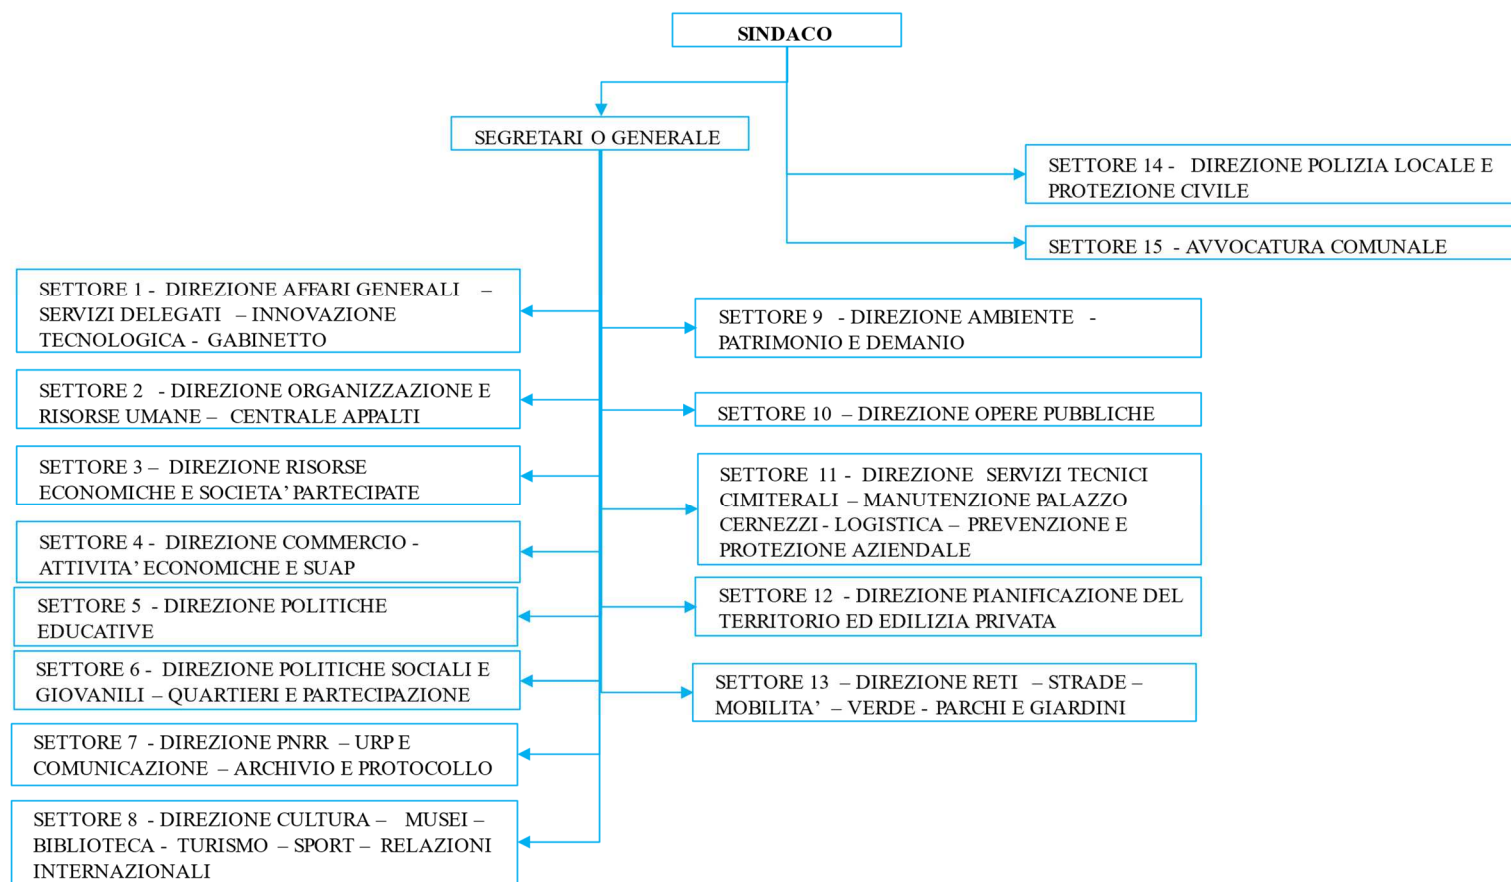 SINDACO
SEGRETARI O GENERALE
SETTORE 14 - DIREZIONE POLIZIA LOCALE E
PROTEZIONE CIVILE
SETTORE 15 - AVVOCATURA COMUNALE
SETTORE 1 - DIREZIONE AFFARI GENERALI –
SERVIZI DELEGATI – INNOVAZIONE
TECNOLOGICA - GABINETTO
SETTORE 2 - DIREZIONE ORGANIZZAZIONE E
RISORSE UMANE – CENTRALE APPALTI
SETTORE 3 – DIREZIONE RISORSE
ECONOMICHE E SOCIETA’ PARTECIPATE
SETTORE 4 - DIREZIONE COMMERCIO -
ATTIVITA’ ECONOMICHE E SUAP
SETTORE 5 - DIREZIONE POLITICHE
EDUCATIVE
SETTORE 6 - DIREZIONE POLITICHE SOCIALI E
GIOVANILI – QUARTIERI E PARTECIPAZIONE
SETTORE 7 - DIREZIONE PNRR – URP E
COMUNICAZIONE – ARCHIVIO E PROTOCOLLO
SETTORE 8 - DIREZIONE CULTURA – MUSEI –
BIBLIOTECA - TURISMO – SPORT – RELAZIONI
INTERNAZIONALI
SETTORE 9 - DIREZIONE AMBIENTE -
PATRIMONIO E DEMANIO
SETTORE 10 – DIREZIONE OPERE PUBBLICHE
SETTORE 11 - DIREZIONE SERVIZI TECNICI
CIMITERALI – MANUTENZIONE PALAZZO
CERNEZZI - LOGISTICA – PREVENZIONE E
PROTEZIONE AZIENDALE
SETTORE 12 - DIREZIONE PIANIFICAZIONE DEL
TERRITORIO ED EDILIZIA PRIVATA
SETTORE 13 – DIREZIONE RETI – STRADE –
MOBILITA’ – VERDE - PARCHI E GIARDINI